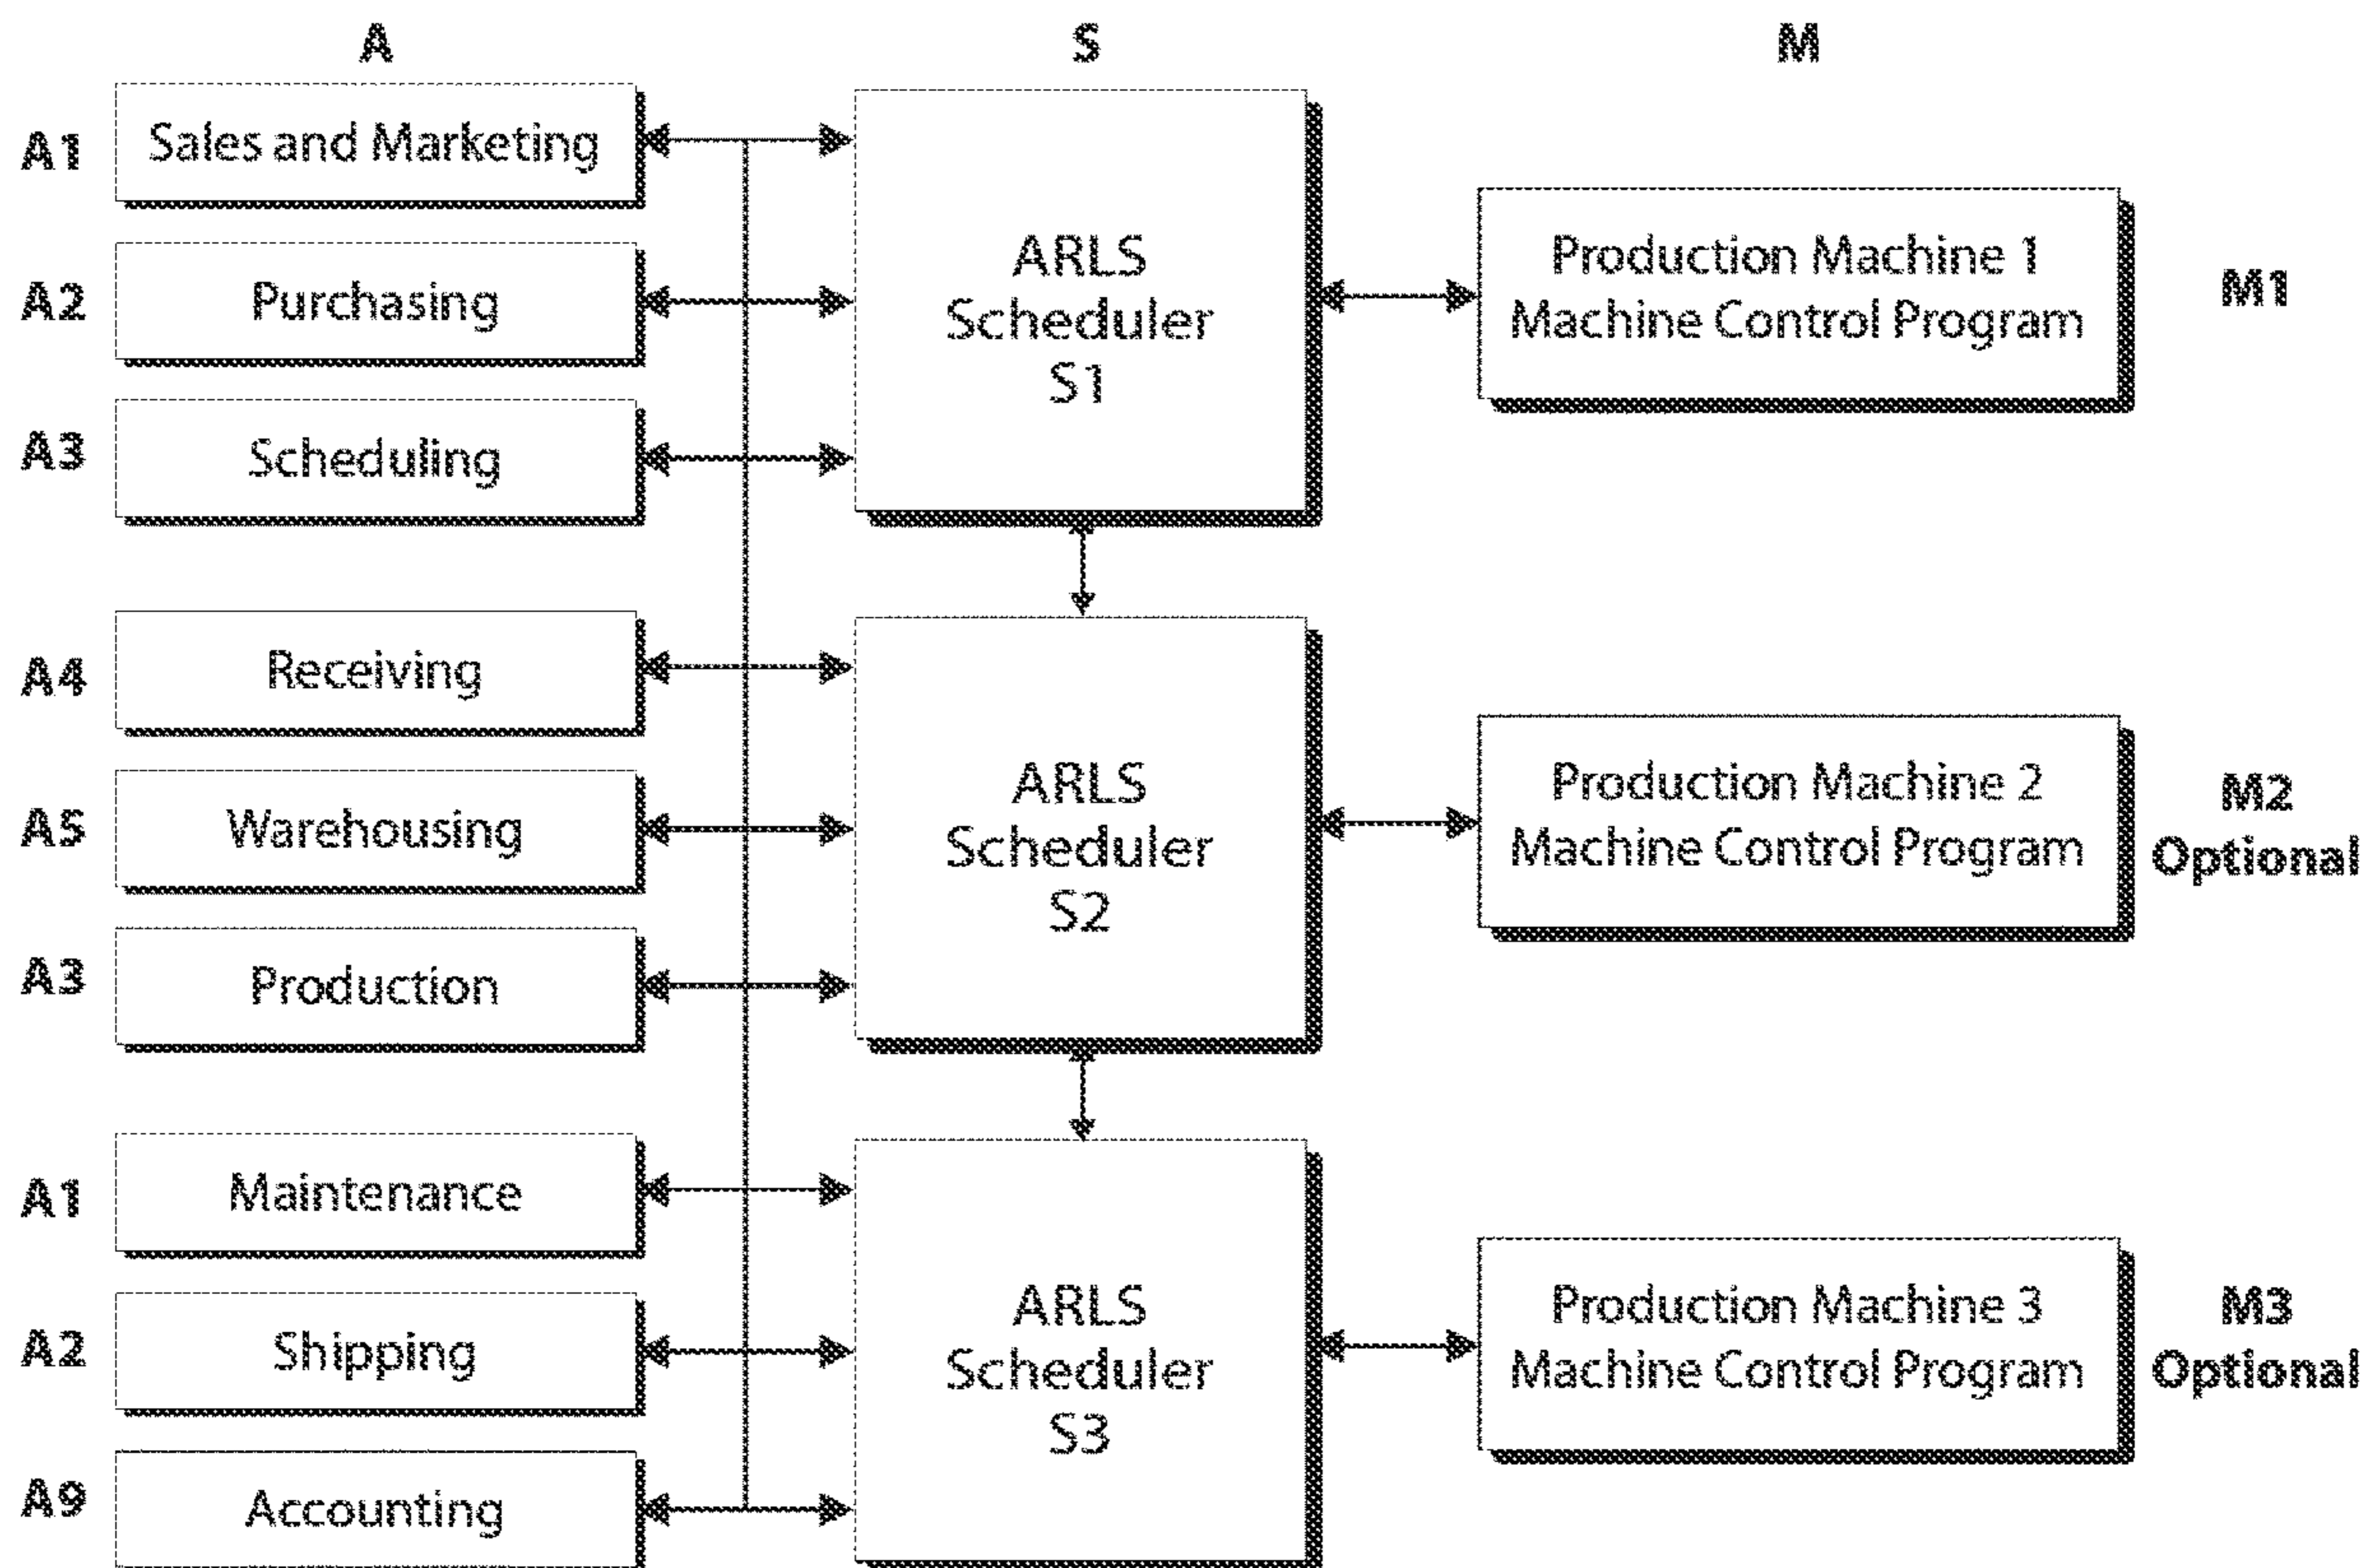 A
S
M
A1
Sales and Marketing
A2
Purchasing
A3
Scheduling
ARLS
Scheduler
S1
Production Machine 1
Machine Control Program
M1
A4
Receiving
A5
Warehousing
A3
Production
ARLS
Scheduler
S2
Production Machine 2
Machine Control Program
M2
Optional
A1
Maintenance
A2
Shipping
A9
Accounting
ARLS
Scheduler
S3
Production Machine 3
Machine Control Program
M3
Optional